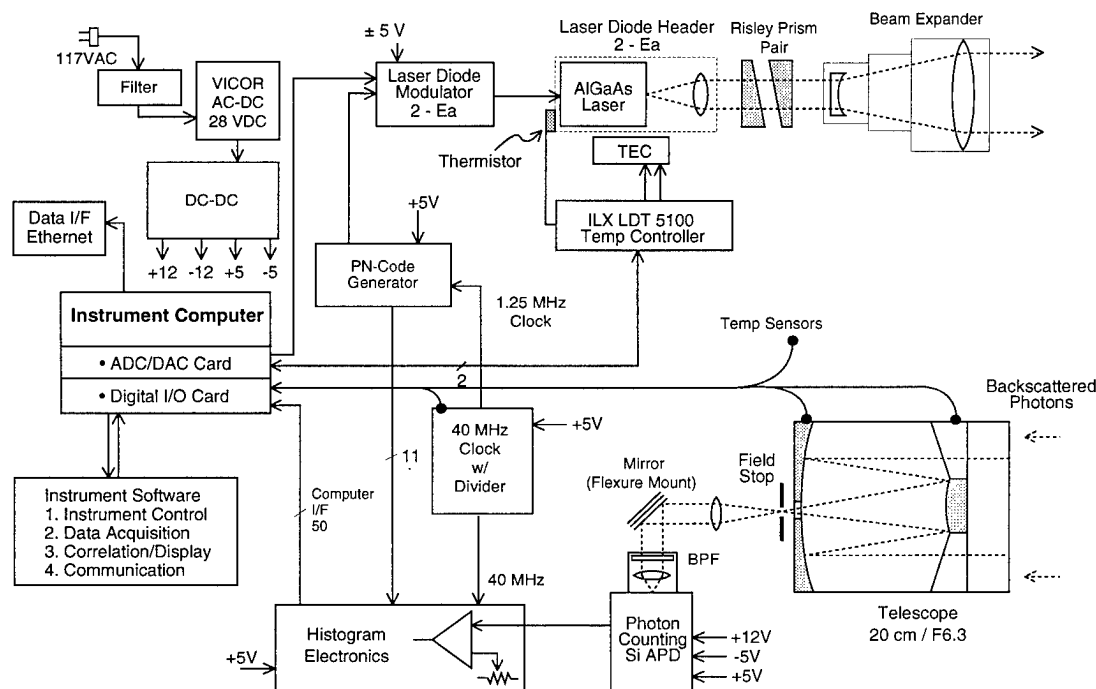 117VAC
Filter
VICOR
AC-DC
28 VDC
DC-DC
+12 -12 +5 -5
Data I/F
Ethernet
± 5 V
Laser Diode
Modulator
2 - Ea
Laser Diode Header
2 - Ea
AlGaAs
Laser
Thermistor
TEC
ILX LDT 5100
Temp Controller
Risley Prism
Pair
Beam Expander
+5V
PN-Code
Generator
1.25 MHz
Clock
Instrument Computer
• ADC/DAC Card
• Digital I/O Card
2
Temp Sensors
Backscattered
Photons
Instrument Software
1. Instrument Control
2. Data Acquisition
3. Correlation/Display
4. Communication
Computer
I/F
50
11
40 MHz
Clock
w/
Divider
+5V
40 MHz
Mirror
(Flexure Mount)
Field
Stop
BPF
Telescope
20 cm / F6.3
Histogram
Electronics
+5V
Photon
Counting
Si APD
+12V
-5V
+5V